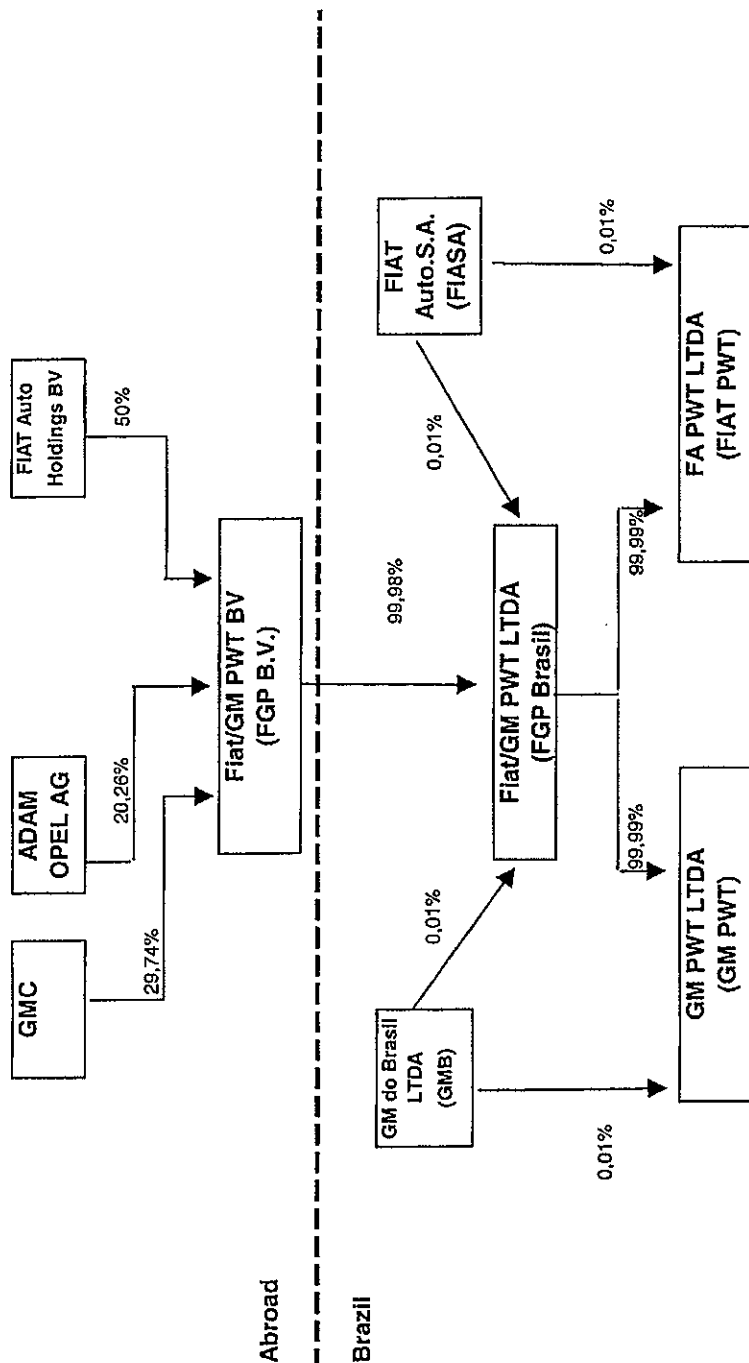 GMC
ADAM
OPEL AG
FIAT Auto
Holdings BV
29,74%
20,26%
50%
Fiat/GM PWT BV
(FGP B.V.)
Abroad
Brazil
99,98%
GM do Brasil
LTDA
(GMB)
0,01%
Fiat/GM PWT LTDA
(FGP Brasil)
0,01%
FIAT
Auto.S.A.
(FIASA)
0,01%
99,99%
99,99%
0,01%
GM PWT LTDA
(GM PWT)
FA PWT LTDA
(FIAT PWT)